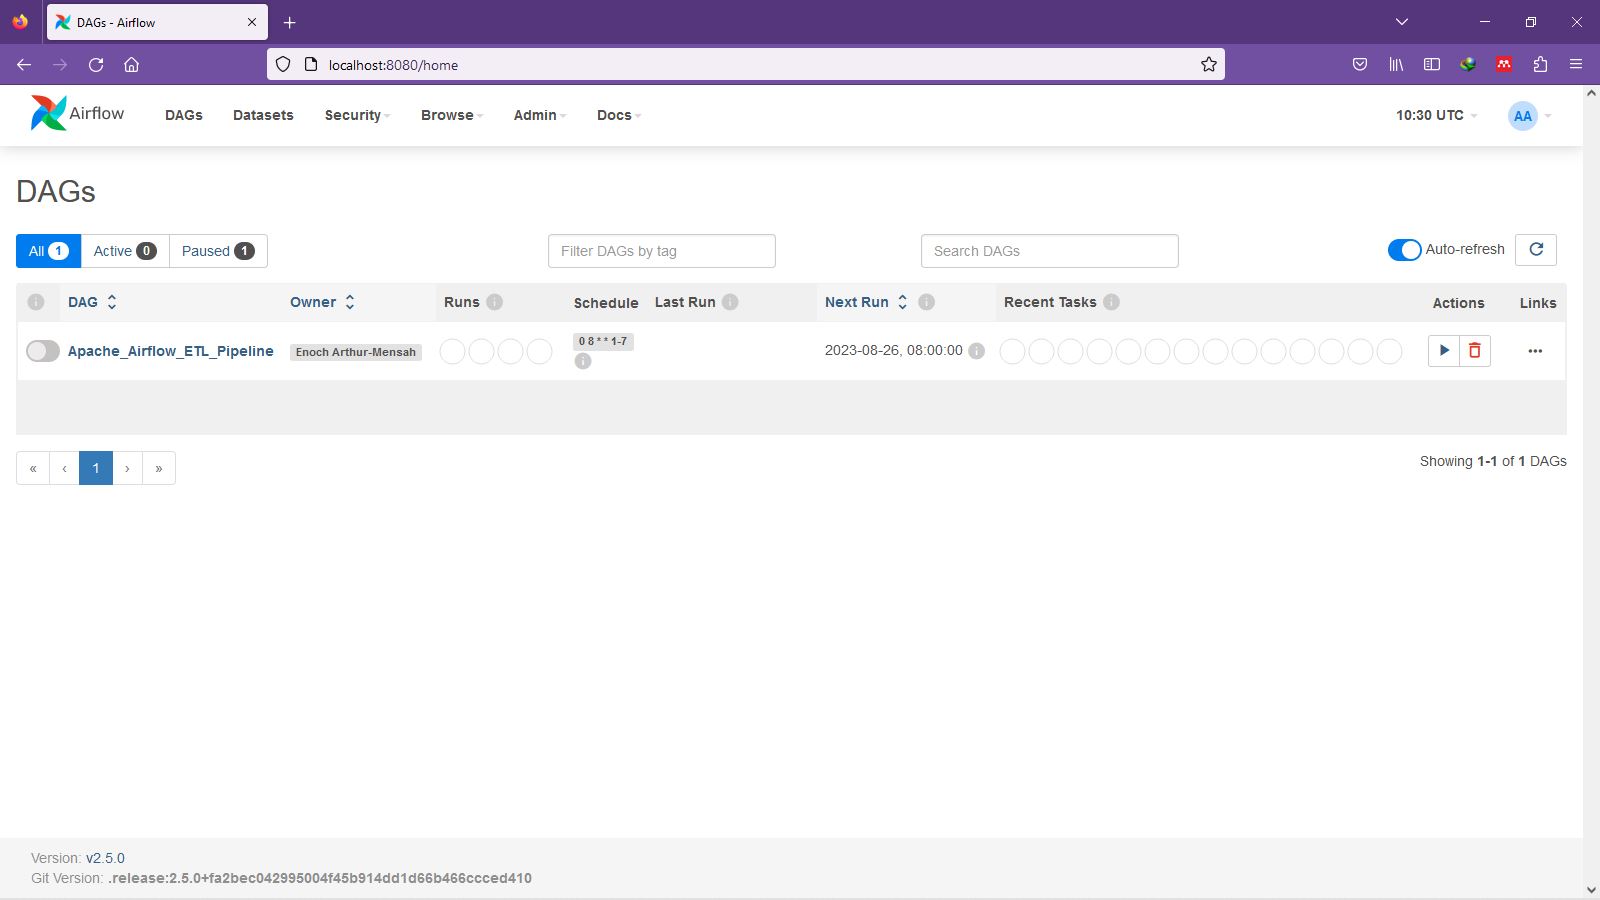 DAGs - Airflow
localhost:8080/home
Airflow DAGs Datasets Security Browse Admin Docs 10:30 UTC AA
DAGs
All 1 Active 0 Paused 1 Filter DAGs by tag Search DAGs Auto-refresh
DAG Owner Runs Schedule Last Run Next Run Recent Tasks Actions Links
Apache_Airflow_ETL_Pipeline Enoch Arthur-Mensah 0 8 * * 1-7 2023-08-26, 08:00:00
« ‹ 1 › » Showing 1-1 of 1 DAGs
Version: v2.5.0
Git Version: .release:2.5.0+fa2bec042995004f45b914dd1d66b466ccced410